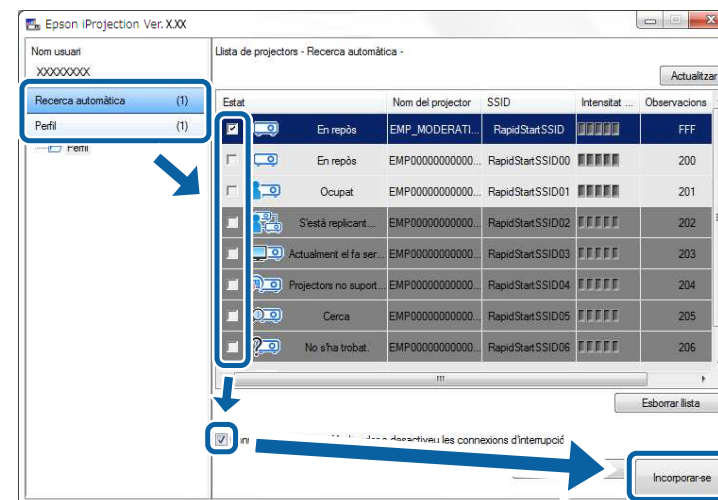 Epson iProjection Ver. X.XX
Nom usuari
XXXXXXXX
Recerca automàtica (1)
Perfil (1)
Perfil
Llista de projectors - Recerca automàtica -
Actualitzar
Estat Nom del projector SSID Intensitat ... Observacions
En repòs EMP_MODERATI... RapidStartSSID FFF
En repòs EMP00000000000... RapidStartSSID00 200
Ocupat EMP00000000000... RapidStartSSID01 201
S'està replicant... EMP00000000000... RapidStartSSID02 202
Actualment el fa ser... EMP00000000000... RapidStartSSID03 203
Projectors no suport... EMP00000000000... RapidStartSSID04 204
Cerca EMP00000000000... RapidStartSSID05 205
No s'ha trobat. EMP00000000000... RapidStartSSID06 206
Esborrar llista
desactiveu les connexions d'interrupció
Incorporar-se